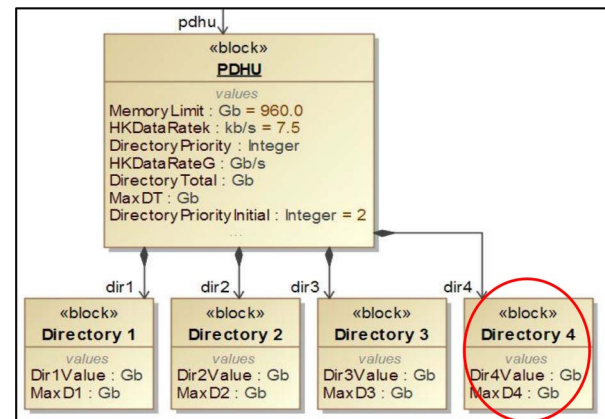 pdhu
«block»
PDHU
values
MemoryLimit : Gb = 960.0
HKDataRatek : kb/s = 7.5
DirectoryPriority : Integer
HKDataRateG : Gb/s
DirectoryTotal : Gb
MaxDT : Gb
DirectoryPriorityInitial : Integer = 2
...
dir1 dir2 dir3 dir4
«block» «block» «block» «block»
Directory 1 Directory 2 Directory 3 Directory 4
values values values values
Dir1Value : Gb Dir2Value : Gb Dir3Value : Gb Dir4Value : Gb
MaxD1 : Gb MaxD2 : Gb MaxD3 : Gb MaxD4 : Gb